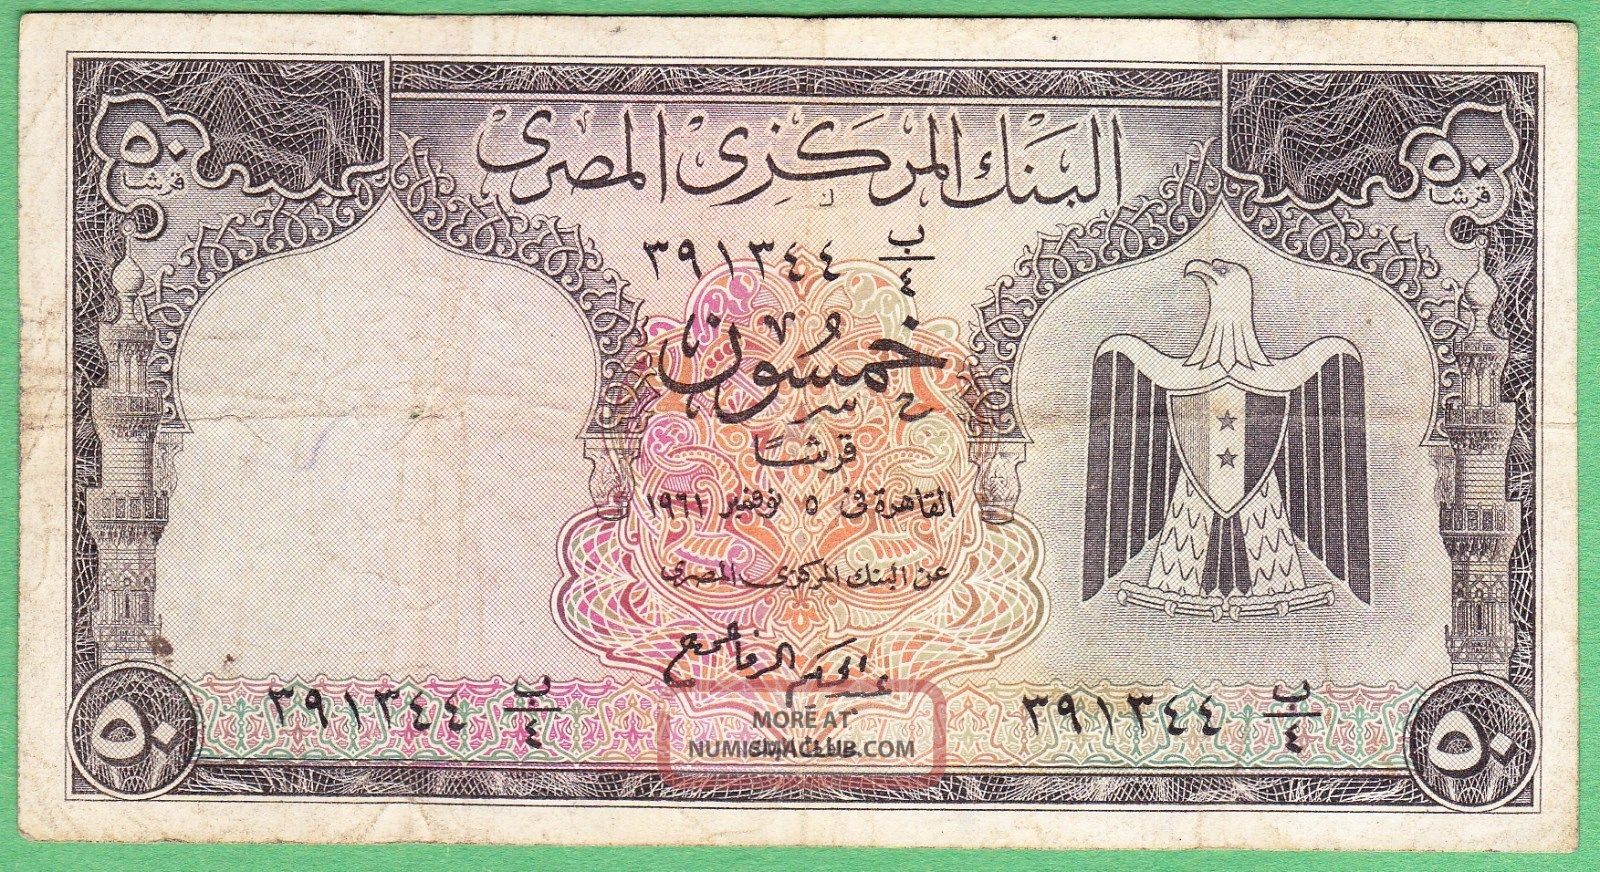 البنك المركزى المصرى
٥٠ قرشا
٥٠ قرشا
٣٩١٣٤٤ ب/٤
خمسون
قرشًا
القاهرة فى ٥ نوفمبر ١٩٦١
عن البنك المركزى المصرى
٣٩١٣٤٤ ب/٤
٣٩١٣٤٤ ب/٤
٥٠
٥٠
MORE AT
NUMISMACLUB.COM